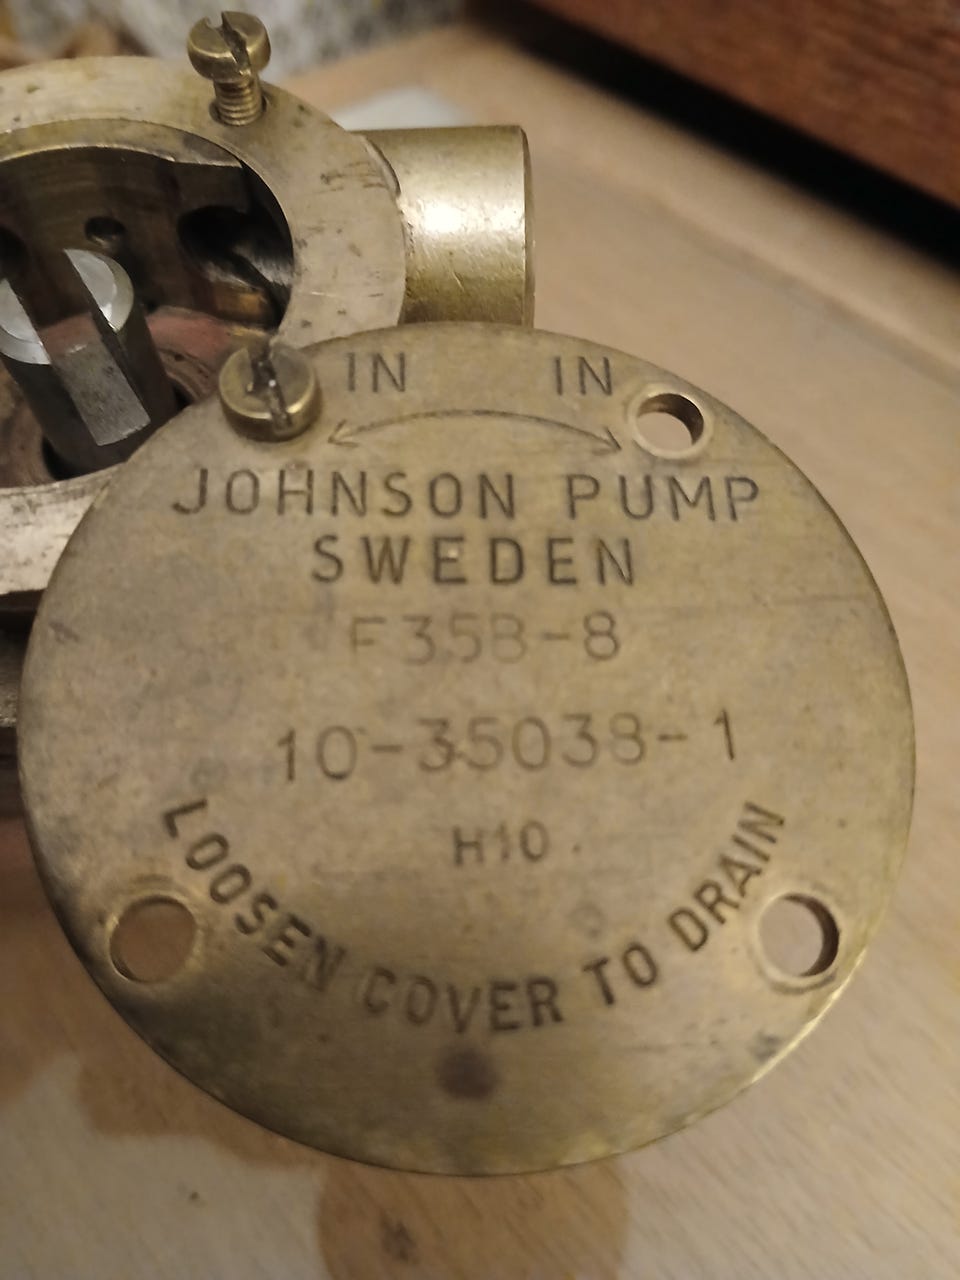 IN IN
JOHNSON PUMP
SWEDEN
F35B-8
10-35038-1
H10
LOOSEN COVER TO DRAIN